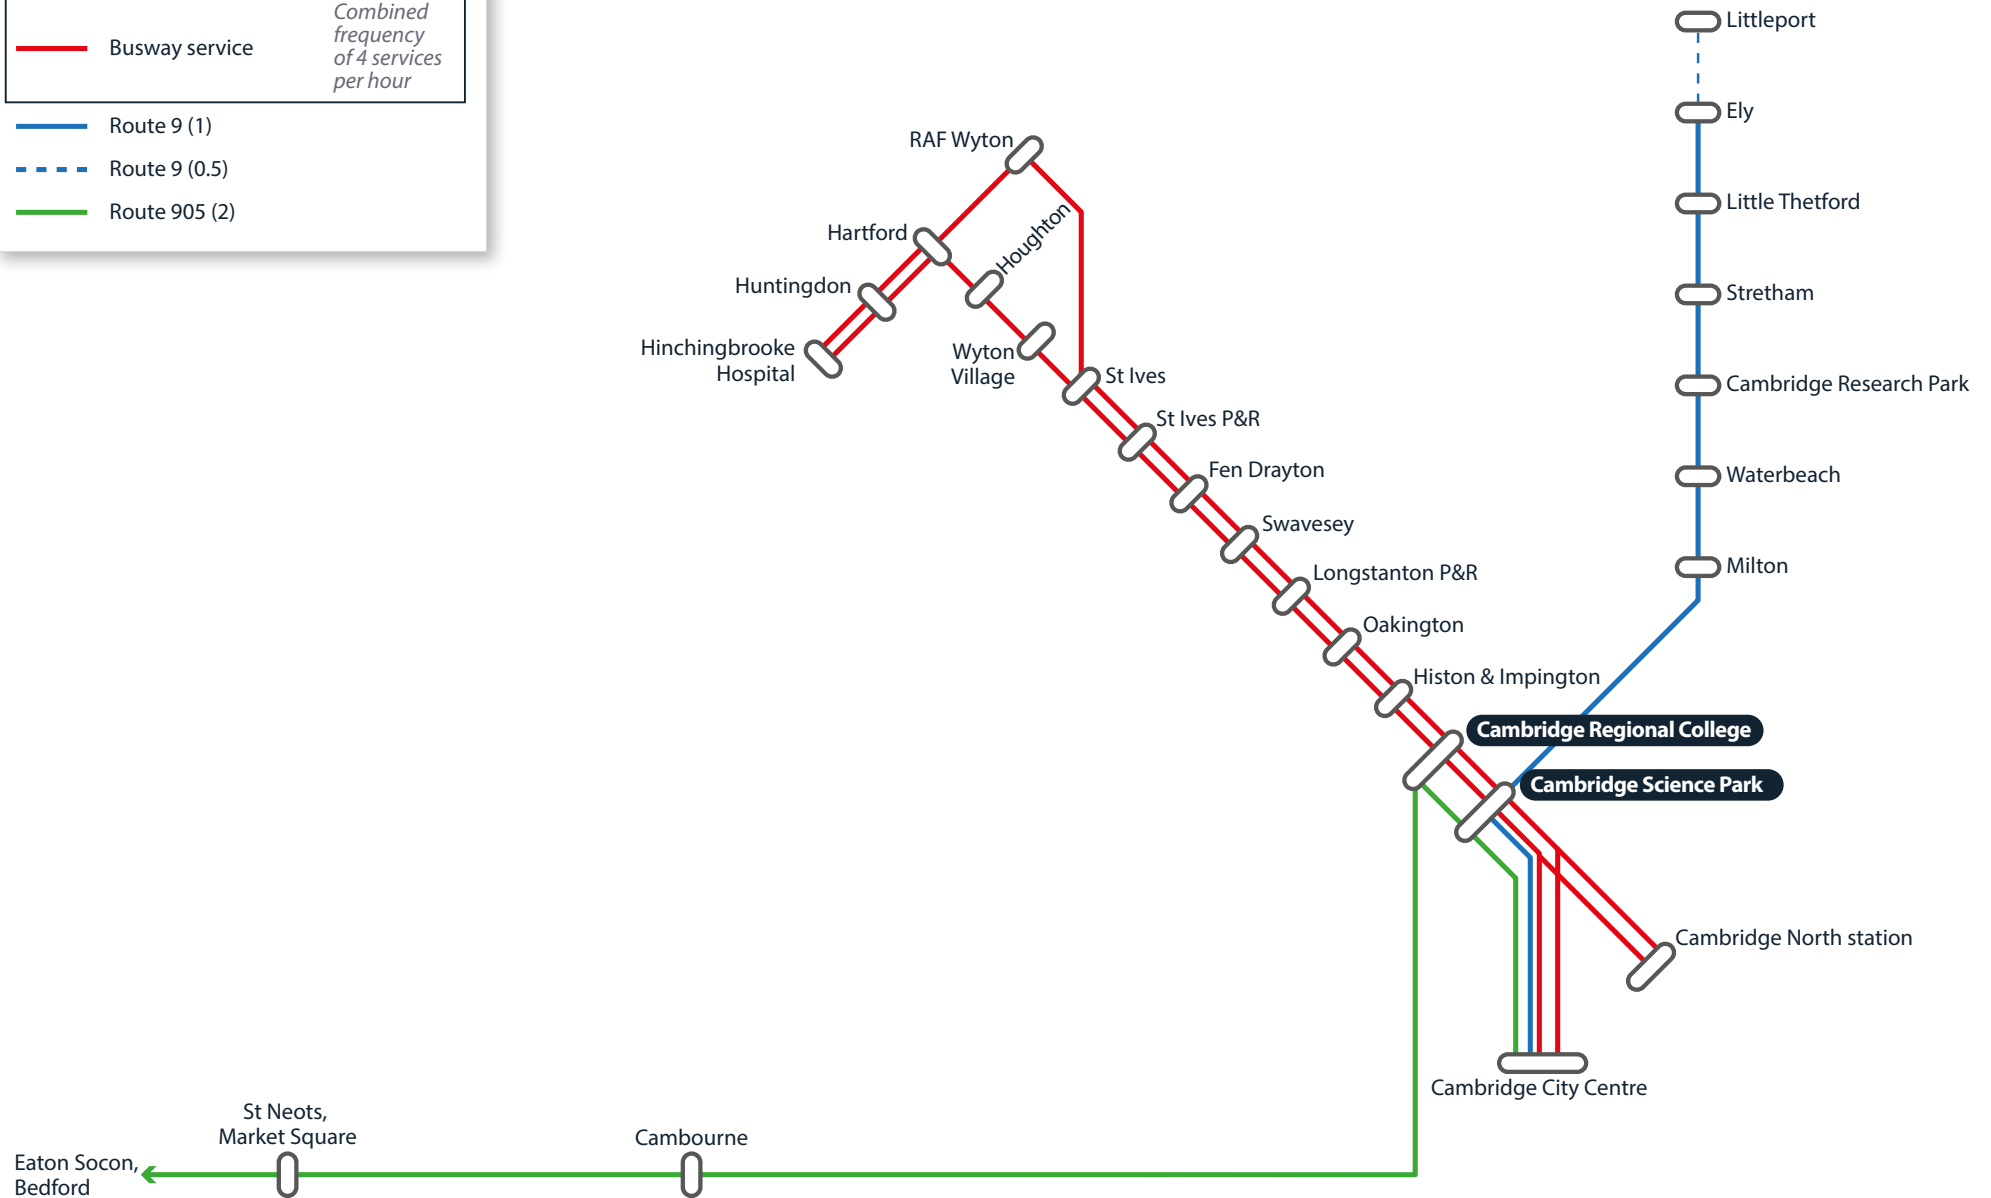 Combined
frequency
of 4 services
per hour
Busway service
Route 9 (1)
Route 9 (0.5)
Route 905 (2)
Littleport
Ely
Little Thetford
Stretham
Cambridge Research Park
Waterbeach
Milton
RAF Wyton
Hartford
Houghton
Huntingdon
Hinchingbrooke
Hospital
Wyton
Village
St Ives
St Ives P&R
Fen Drayton
Swavesey
Longstanton P&R
Oakington
Histon & Impington
Cambridge Regional College
Cambridge Science Park
Cambridge North station
Cambridge City Centre
St Neots,
Market Square
Cambourne
Eaton Socon,
Bedford